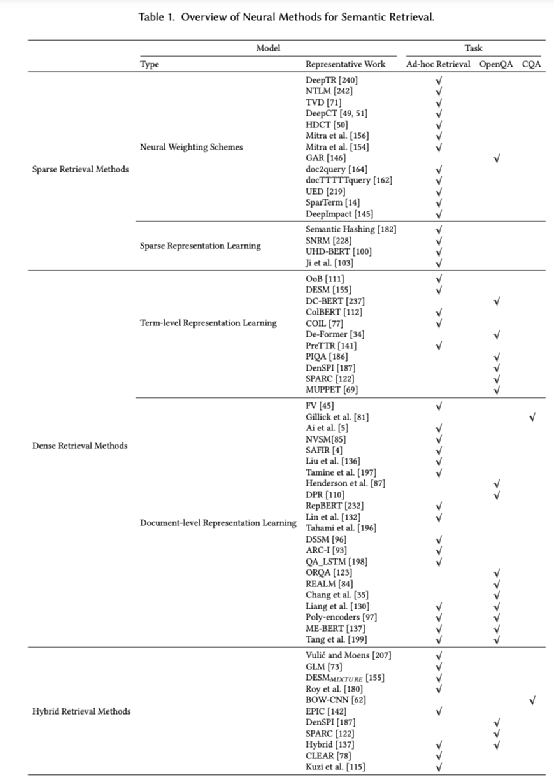 Table 1. Overview of Neural Methods for Semantic Retrieval.
Model Task
Type Representative Work Ad-hoc Retrieval OpenQA CQA
DeepTR [240] √
NTLM [242] √
TVD [71] √
DeepCT [49, 51] √
HDCT [50] √
Neural Weighting Schemes Mitra et al. [156] √
Mitra et al. [154] √
GAR [146] √
Sparse Retrieval Methods doc2query [164] √
docTTTTTquery [162] √
UED [219] √
SparTerm [14] √
DeepImpact [145] √
Semantic Hashing [182] √
Sparse Representation Learning SNRM [228] √
UHD-BERT [100] √
Ji et al. [103] √
OoB [111] √
DESM [155] √
DC-BERT [237] √
ColBERT [112] √
Term-level Representation Learning COIL [77] √
De-Former [34] √
PreTTR [141] √
PIQA [186] √
DenSPI [187] √
SPARC [122] √
MUPPET [69] √
FV [45] √
Gillick et al. [81] √
Ai et al. [5] √
NVSM[85] √
Dense Retrieval Methods SAFIR [4] √
Liu et al. [136] √
Tamine et al. [197] √
Henderson et al. [87] √
DPR [110] √
RepBERT [232] √
Lin et al. [132] √
Document-level Representation Learning Tahami et al. [196]
DSSM [96] √
ARC-I [93] √
QA_LSTM [198] √
ORQA [123] √
REALM [84] √
Chang et al. [35] √
Liang et al. [130] √ √
Poly-encoders [97] √ √
ME-BERT [137] √ √
Tang et al. [199] √ √
Vulić and Moens [207] √
GLM [73] √
DESMMIXTURE [155] √
Roy et al. [180] √
BOW-CNN [62] √
Hybrid Retrieval Methods EPIC [142] √
DenSPI [187] √
SPARC [122] √
Hybrid [137] √ √
CLEAR [78] √
Kuzi et al. [115] √